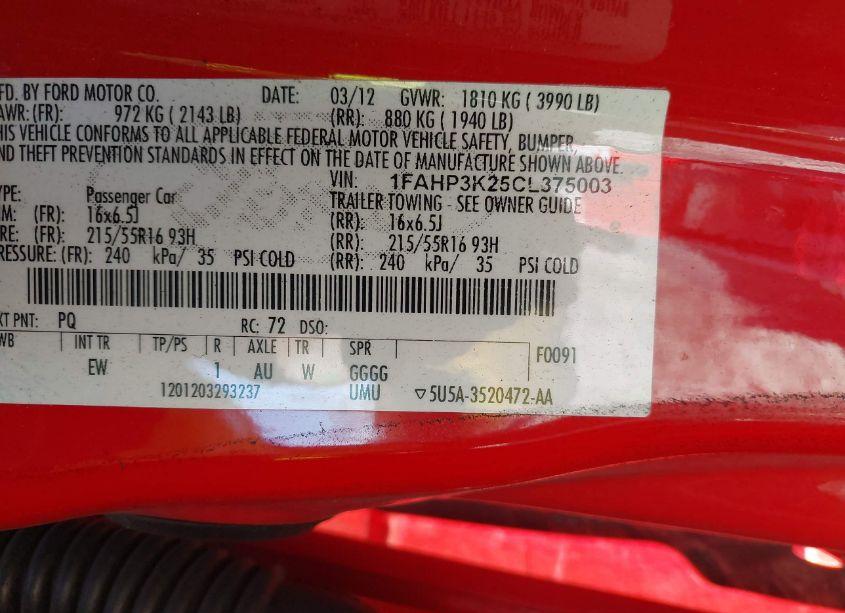 FD. BY FORD MOTOR CO. DATE: 03/12 GVWR: 1810 KG ( 3990 LB)
AWR:(FR): 972 KG ( 2143 LB) (RR): 880 KG ( 1940 LB)
HIS VEHICLE CONFORMS TO ALL APPLICABLE FEDERAL MOTOR VEHICLE SAFETY, BUMPER,
ND THEFT PREVENTION STANDARDS IN EFFECT ON THE DATE OF MANUFACTURE SHOWN ABOVE.
VIN: 1FAHP3K25CL375003
YPE: Passenger Car TRAILER TOWING - SEE OWNER GUIDE
IM: (FR): 16x6.5J (RR): 16x6.5J
RE: (FR): 215/55R16 93H (RR): 215/55R16 93H
RESSURE: (FR): 240 kPa/ 35 PSI COLD (RR): 240 kPa/ 35 PSI COLD
XT PNT: PQ RC: 72 DSO:
WB INT TR TP/PS R AXLE TR SPR F0091
EW 1 AU W GGGG
1201203293237 UMU ▽5U5A-3520472-AA